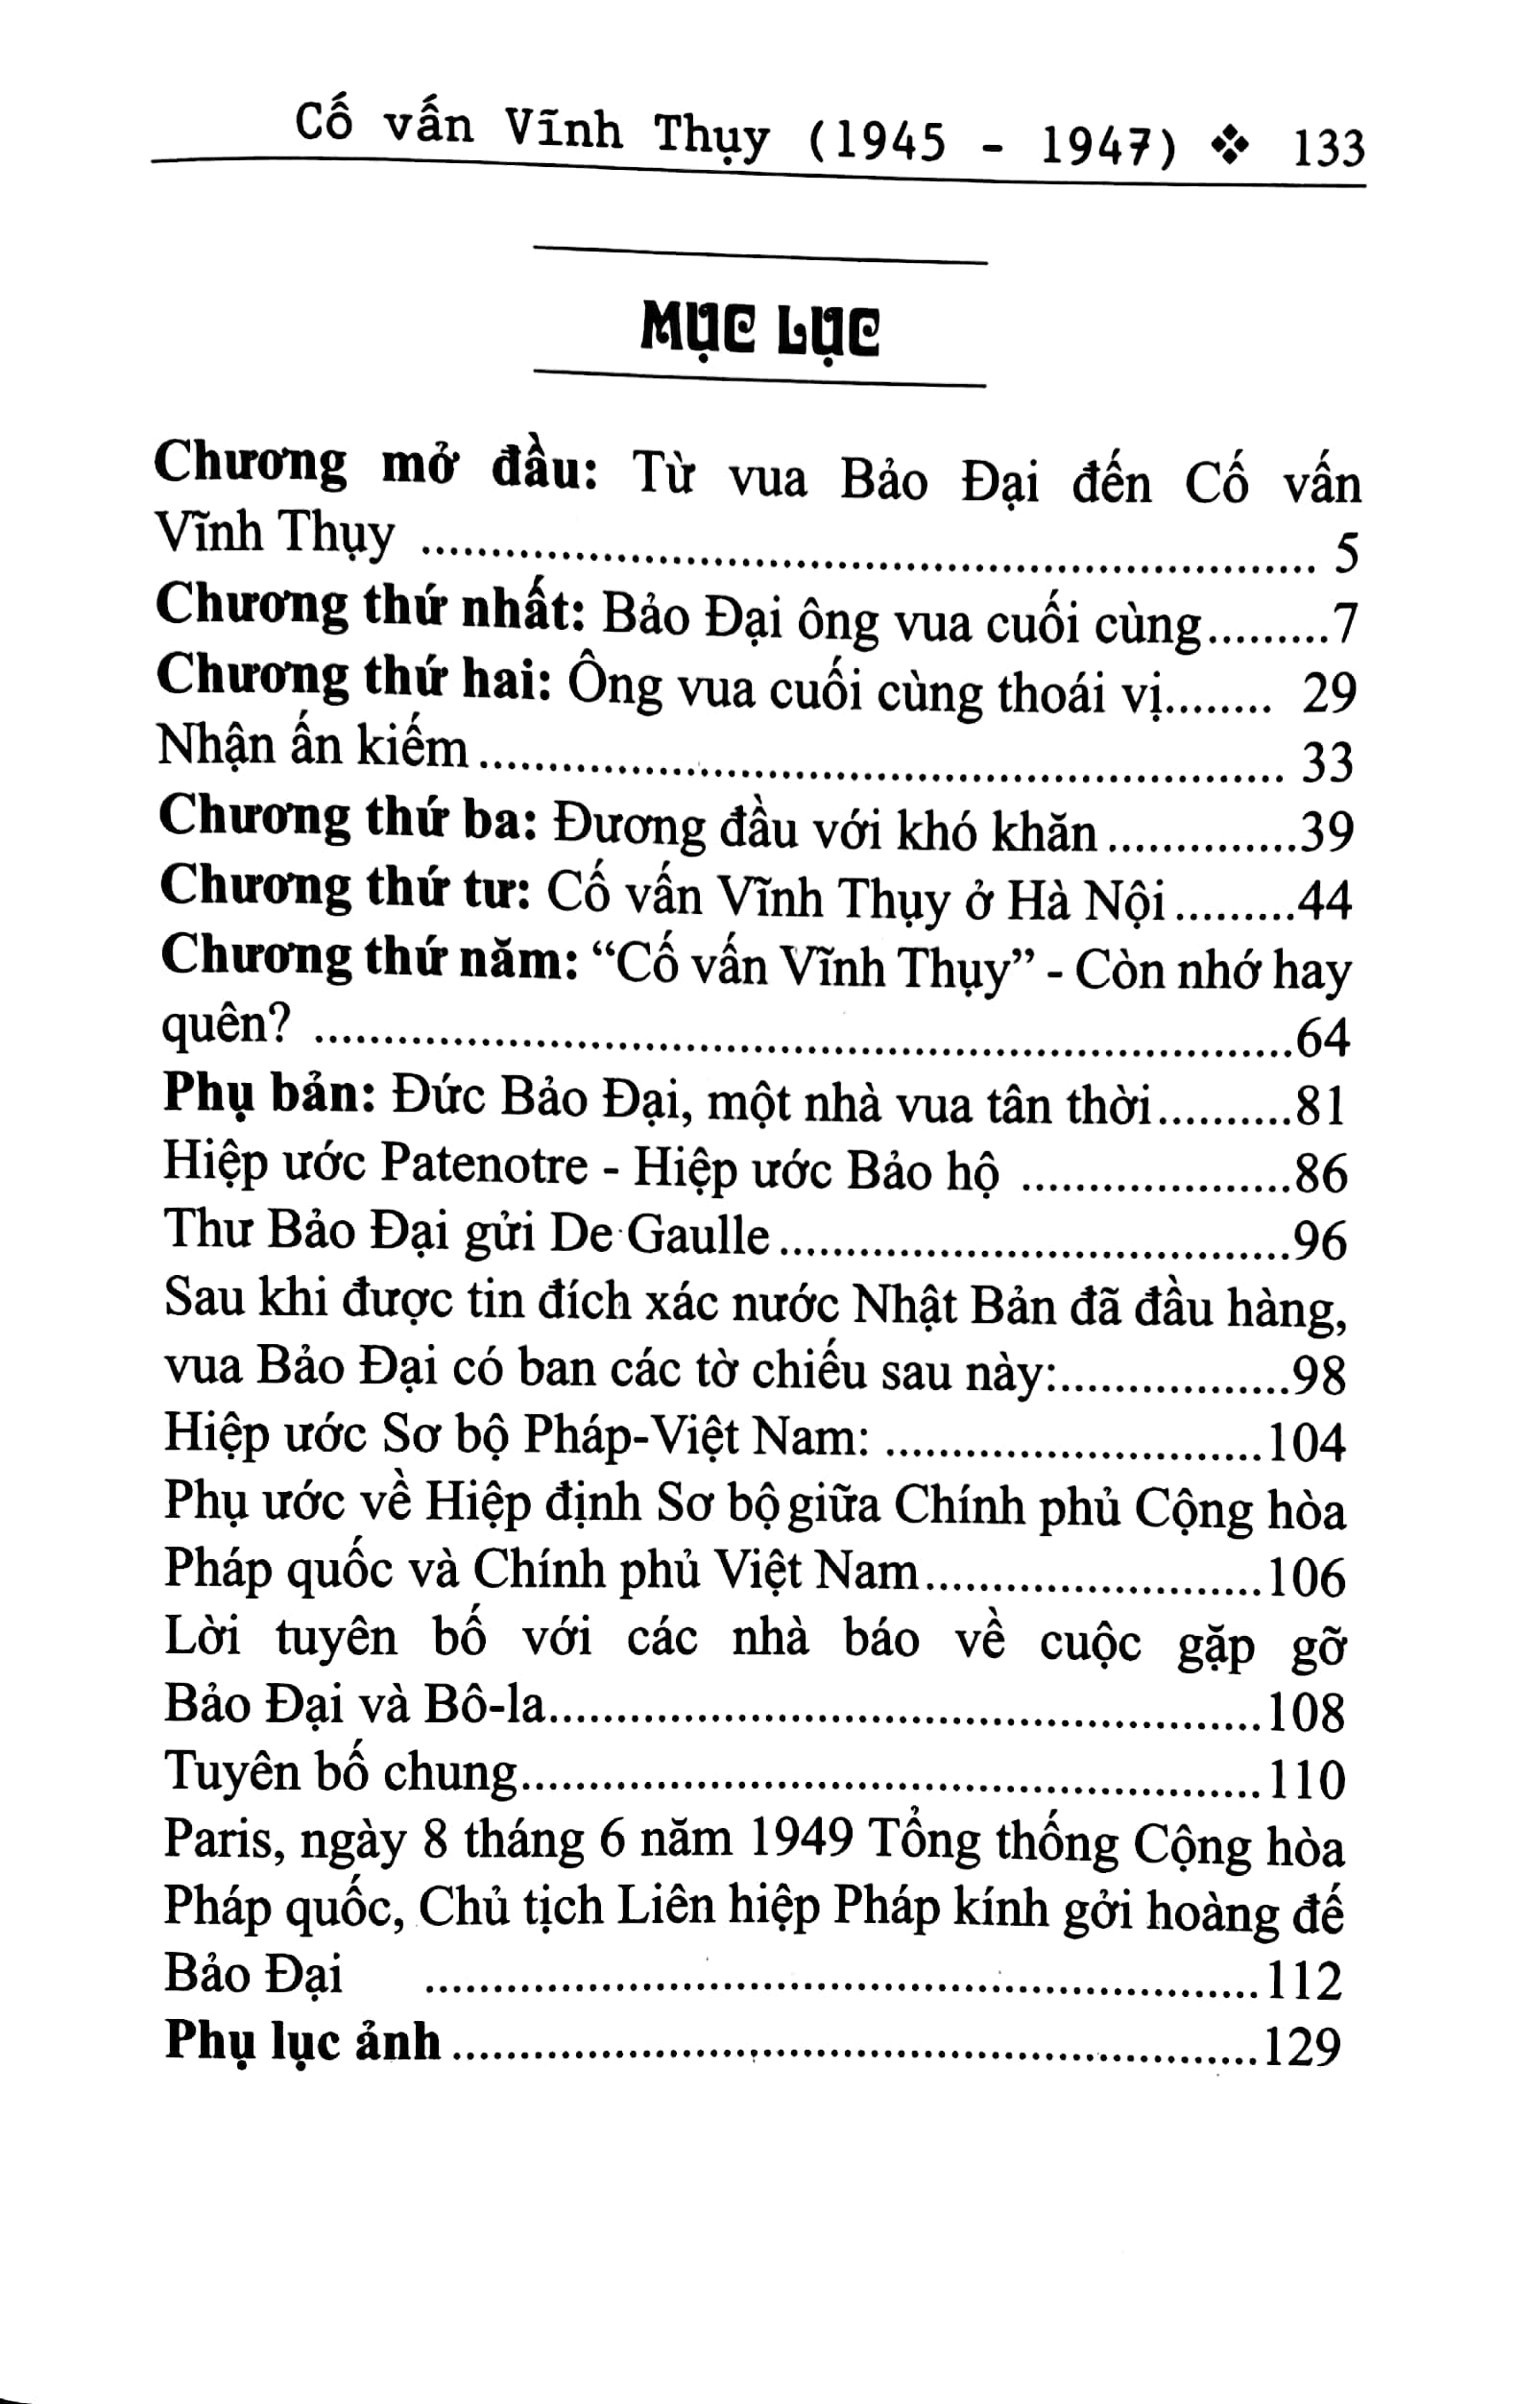 Cố vấn Vĩnh Thụy (1945 - 1947) ❖ 133
MỤC LỤC
Chương mở đầu: Từ vua Bảo Đại đến Cố vấn
Vĩnh Thụy ........................................................................ 5
Chương thứ nhất: Bảo Đại ông vua cuối cùng.........7
Chương thứ hai: Ông vua cuối cùng thoái vị........ 29
Nhận ấn kiếm............................................................ 33
Chương thứ ba: Đương đầu với khó khăn ..............39
Chương thứ tư: Cố vấn Vĩnh Thụy ở Hà Nội .........44
Chương thứ năm: “Cố vấn Vĩnh Thụy” - Còn nhớ hay
quên? .........................................................................64
Phụ bản: Đức Bảo Đại, một nhà vua tân thời..........81
Hiệp ước Patenotre - Hiệp ước Bảo hộ ....................86
Thư Bảo Đại gửi De Gaulle......................................96
Sau khi được tin đích xác nước Nhật Bản đã đầu hàng,
vua Bảo Đại có ban các tờ chiếu sau này:.................98
Hiệp ước Sơ bộ Pháp-Việt Nam: ............................104
Phụ ước về Hiệp định Sơ bộ giữa Chính phủ Cộng hòa
Pháp quốc và Chính phủ Việt Nam.........................106
Lời tuyên bố với các nhà báo về cuộc gặp gỡ
Bảo Đại và Bô-la.....................................................108
Tuyên bố chung.......................................................110
Paris, ngày 8 tháng 6 năm 1949 Tổng thống Cộng hòa
Pháp quốc, Chủ tịch Liên hiệp Pháp kính gởi hoàng đế
Bảo Đại ..............................................................112
Phụ lục ảnh ............................................................129